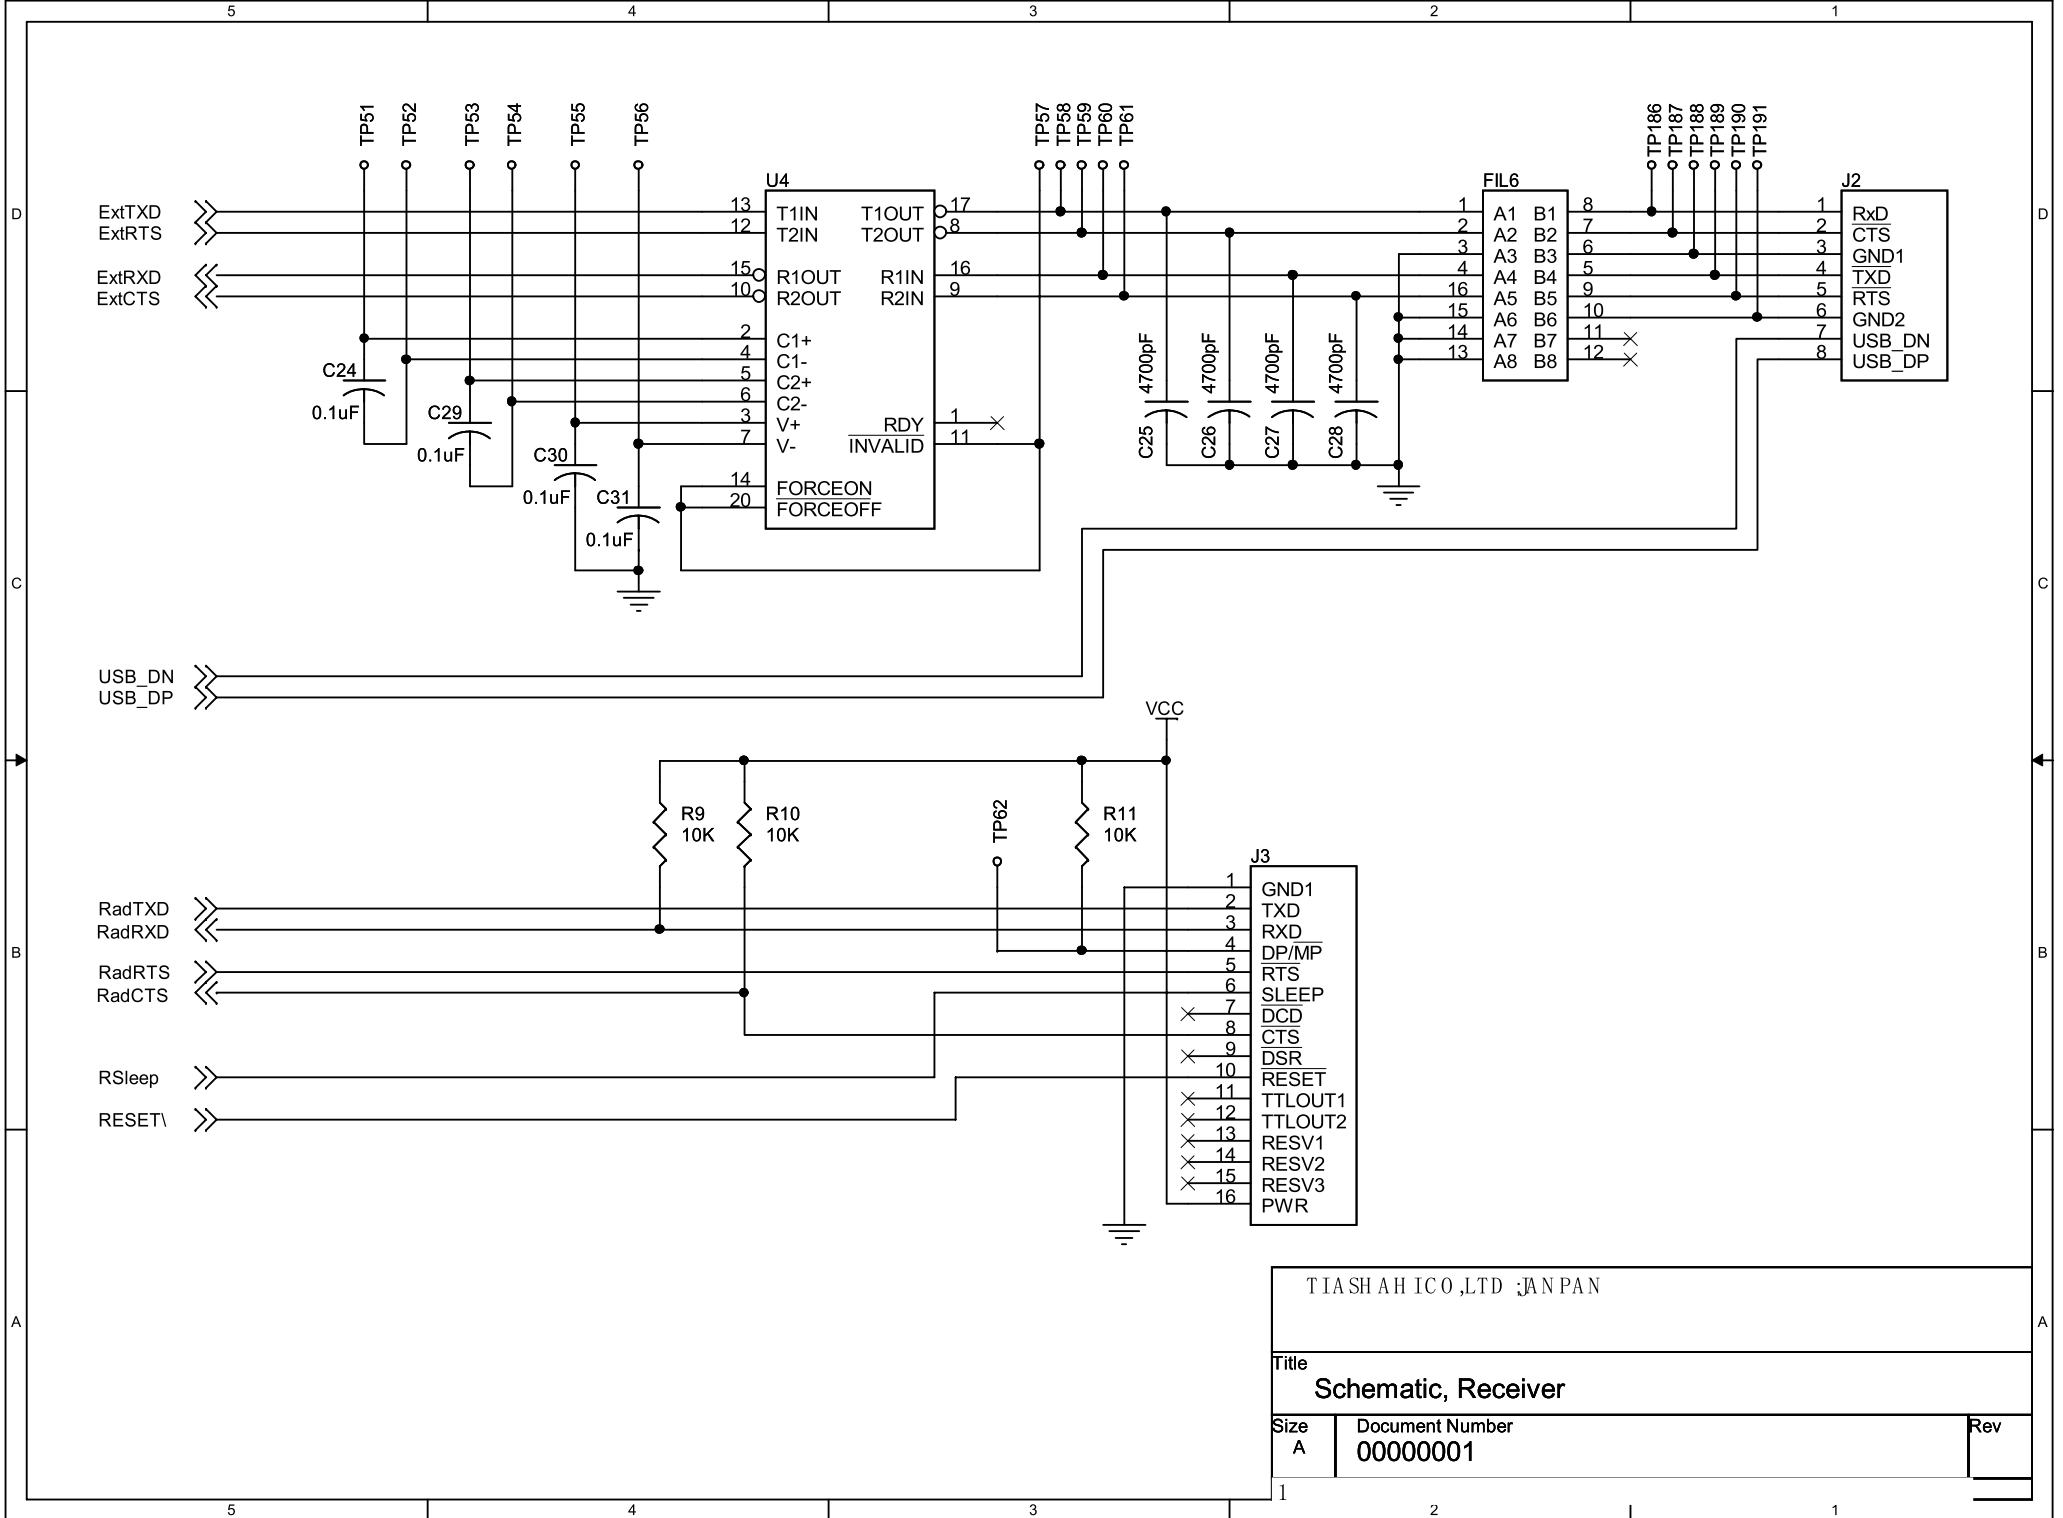 5 4 3 2 1
TP51 TP52 TP53 TP54 TP55 TP56 TP57 TP58 TP59 TP60 TP61 TP186 TP187 TP188 TP189 TP190 TP191
U4 FIL6 J2
D D
ExtTXD 13 T1IN T1OUT 17 1 A1 B1 8 1 RxD
ExtRTS 12 T2IN T2OUT 8 2 A2 B2 7 2 CTS
3 A3 B3 6 3 GND1
ExtRXD 15 R1OUT R1IN 16 4 A4 B4 5 4 TXD
ExtCTS 10 R2OUT R2IN 9 16 A5 B5 9 5 RTS
15 A6 B6 10 6 GND2
2 C1+ 14 A7 B7 11 7 USB_DN
4 C1- 13 A8 B8 12 8 USB_DP
5 C2+
6 C2-
3 V+ RDY 1
7 V- INVALID 11
14 FORCEON
20 FORCEOFF
C24 0.1uF
C29 0.1uF
C30 0.1uF
C31 0.1uF
C25 4700pF
C26 4700pF
C27 4700pF
C28 4700pF
C C
USB_DN
USB_DP
VCC
R9 10K
R10 10K
TP62
R11 10K
J3
1 GND1
RadTXD 2 TXD
RadRXD 3 RXD
B 4 DP/MP B
RadRTS 5 RTS
RadCTS 6 SLEEP
7 DCD
8 CTS
9 DSR
RSleep 10 RESET
11 TTLOUT1
RESET\ 12 TTLOUT2
13 RESV1
14 RESV2
15 RESV3
16 PWR
TIASHAHICO,LTD ;JANPAN
A A
Title
Schematic, Receiver
Size Document Number Rev
A 00000001
1
5 4 3 2 1